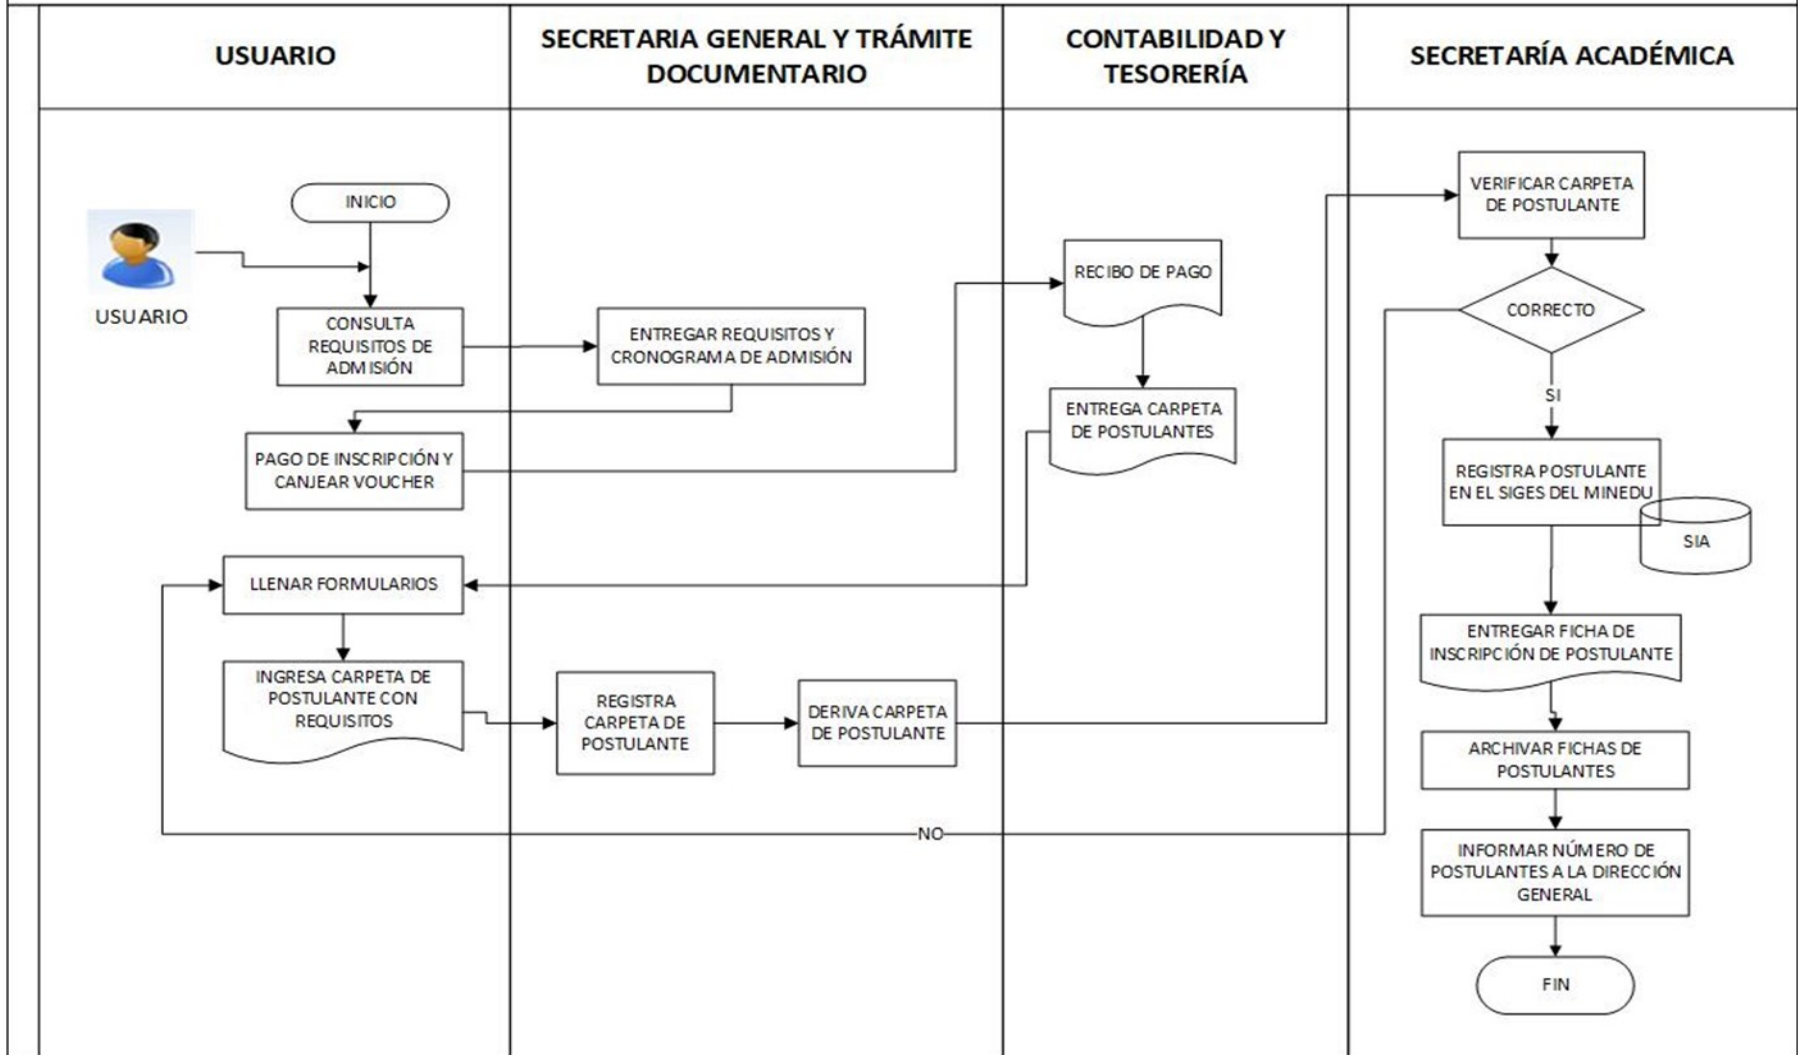 USUARIO
SECRETARIA GENERAL Y TRÁMITE
DOCUMENTARIO
CONTABILIDAD Y
TESORERÍA
SECRETARÍA ACADÉMICA
INICIO
USUARIO
CONSULTA
REQUISITOS DE
ADMISIÓN
ENTREGAR REQUISITOS Y
CRONOGRAMA DE ADMISIÓN
PAGO DE INSCRIPCIÓN Y
CANJEAR VOUCHER
RECIBO DE PAGO
ENTREGA CARPETA
DE POSTULANTES
LLENAR FORMULARIOS
INGRESA CARPETA DE
POSTULANTE CON
REQUISITOS
REGISTRA
CARPETA DE
POSTULANTE
DERIVA CARPETA
DE POSTULANTE
VERIFICAR CARPETA
DE POSTULANTE
CORRECTO
NO
SI
REGISTRA POSTULANTE
EN EL SIGES DEL MINEDU
SIA
ENTREGAR FICHA DE
INSCRIPCIÓN DE POSTULANTE
ARCHIVAR FICHAS DE
POSTULANTES
INFORMAR NÚMERO DE
POSTULANTES A LA DIRECCIÓN
GENERAL
FIN